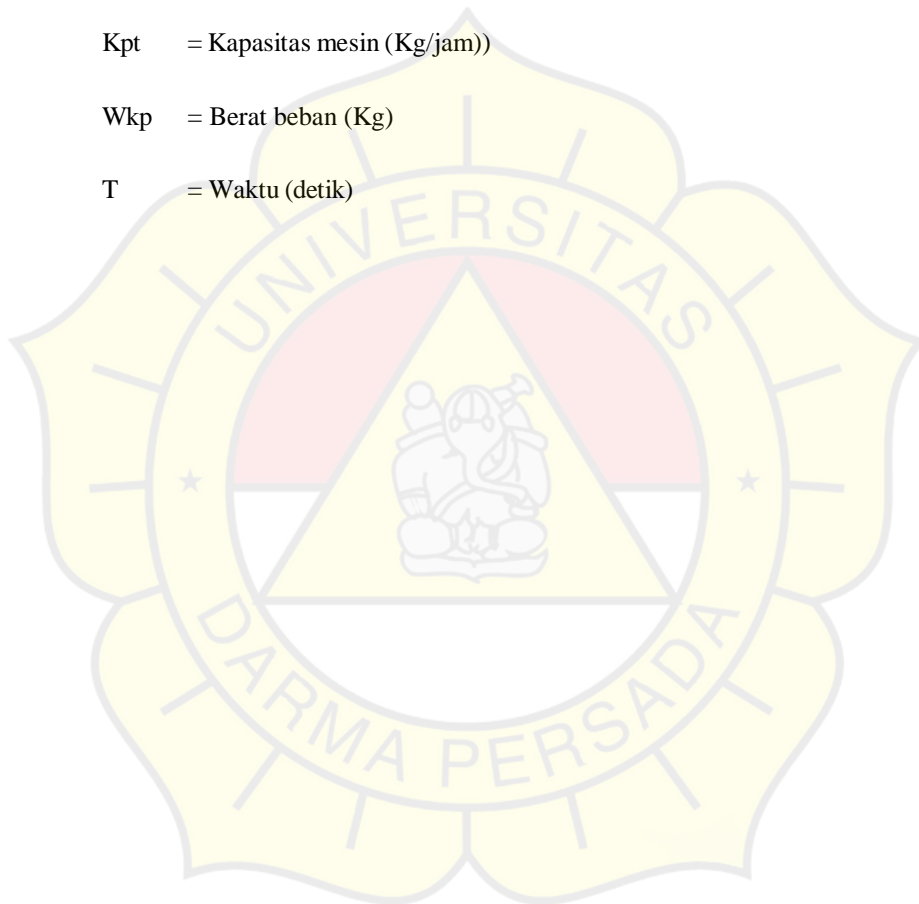 Kpt = Kapasitas mesin (Kg/jam))
Wkp = Berat beban (Kg)
T = Waktu (detik)
UNIVERSITAS
DARMA PERSADA